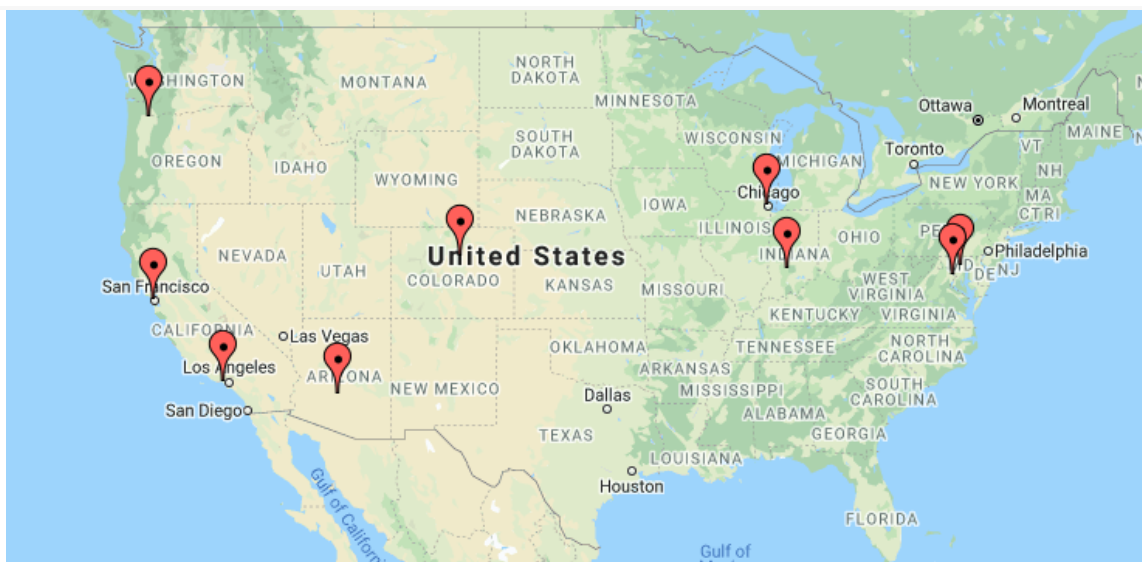 WASHINGTON
MONTANA
NORTH
DAKOTA
MINNESOTA
Ottawa
Montreal
MAINE
OREGON
IDAHO
SOUTH
DAKOTA
WISCONSIN
MICHIGAN
Toronto
VT
NH
WYOMING
NEW YORK
MA
CT RI
Chicago
IOWA
NEBRASKA
ILLINOIS
NEVADA
UTAH
United States
COLORADO
KANSAS
INDIANA
OHIO
PE
Philadelphia
MD
DE
NJ
San Francisco
MISSOURI
WEST
VIRGINIA
KENTUCKY
VIRGINIA
CALIFORNIA
Las Vegas
OKLAHOMA
TENNESSEE
NORTH
CAROLINA
Los Angeles
ARIZONA
NEW MEXICO
ARKANSAS
MISSISSIPPI
SOUTH
CAROLINA
San Diego
Dallas
ALABAMA
TEXAS
GEORGIA
LOUISIANA
Houston
Gulf of California
FLORIDA
Gulf of